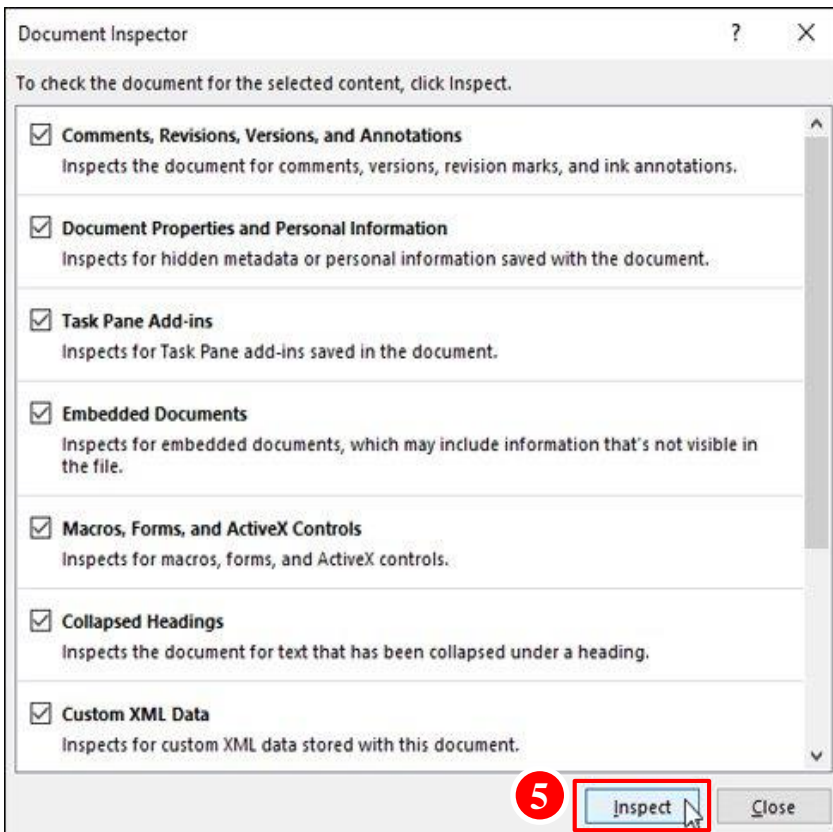 Document Inspector
?
To check the document for the selected content, click Inspect.
Comments, Revisions, Versions, and Annotations
Inspects the document for comments, versions, revision marks, and ink annotations.
Document Properties and Personal Information
Inspects for hidden metadata or personal information saved with the document.
Task Pane Add-ins
Inspects for Task Pane add-ins saved in the document.
Embedded Documents
Inspects for embedded documents, which may include information that's not visible in
the file.
Macros, Forms, and ActiveX Controls
Inspects for macros, forms, and ActiveX controls.
Collapsed Headings
Inspects the document for text that has been collapsed under a heading.
Custom XML Data
Inspects for custom XML data stored with this document.
5
Inspect
Close